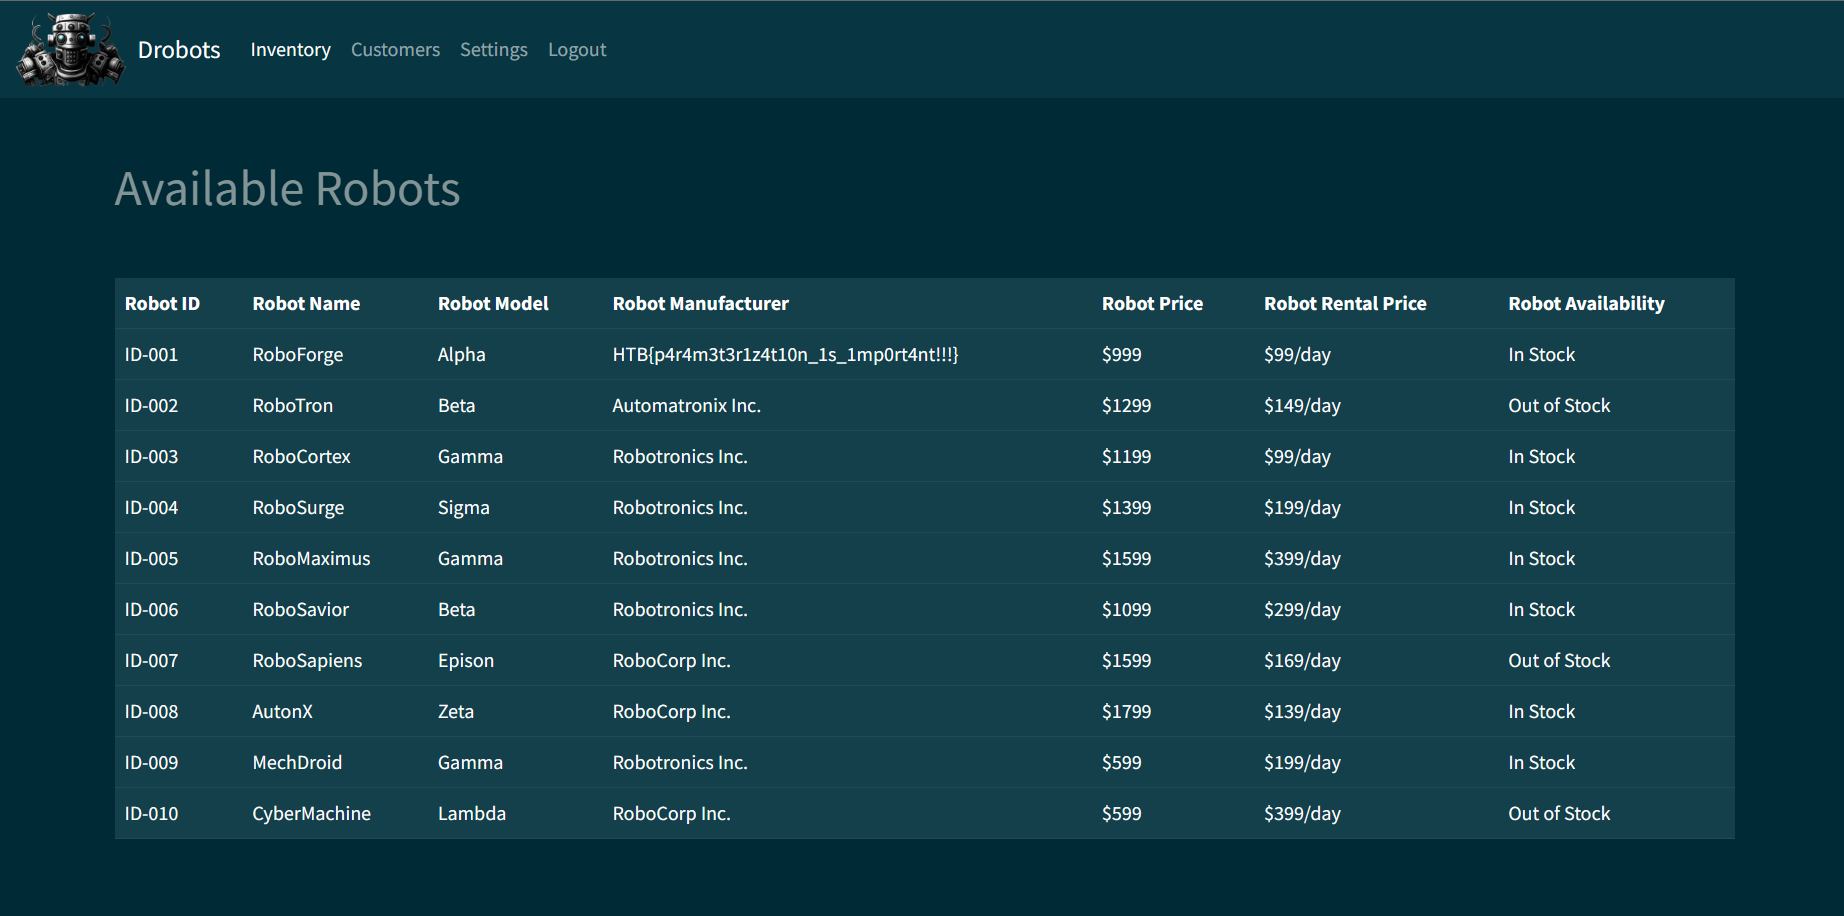 Drobots Inventory Customers Settings Logout
Available Robots
Robot ID Robot Name Robot Model Robot Manufacturer Robot Price Robot Rental Price Robot Availability
ID-001 RoboForge Alpha HTB{p4r4m3t3r1z4t10n_1s_1mp0rt4nt!!!} $999 $99/day In Stock
ID-002 RoboTron Beta Automatronix Inc. $1299 $149/day Out of Stock
ID-003 RoboCortex Gamma Robotronics Inc. $1199 $99/day In Stock
ID-004 RoboSurge Sigma Robotronics Inc. $1399 $199/day In Stock
ID-005 RoboMaximus Gamma Robotronics Inc. $1599 $399/day In Stock
ID-006 RoboSavior Beta Robotronics Inc. $1099 $299/day In Stock
ID-007 RoboSapiens Epison RoboCorp Inc. $1599 $169/day Out of Stock
ID-008 AutonX Zeta RoboCorp Inc. $1799 $139/day In Stock
ID-009 MechDroid Gamma Robotronics Inc. $599 $199/day In Stock
ID-010 CyberMachine Lambda RoboCorp Inc. $599 $399/day Out of Stock